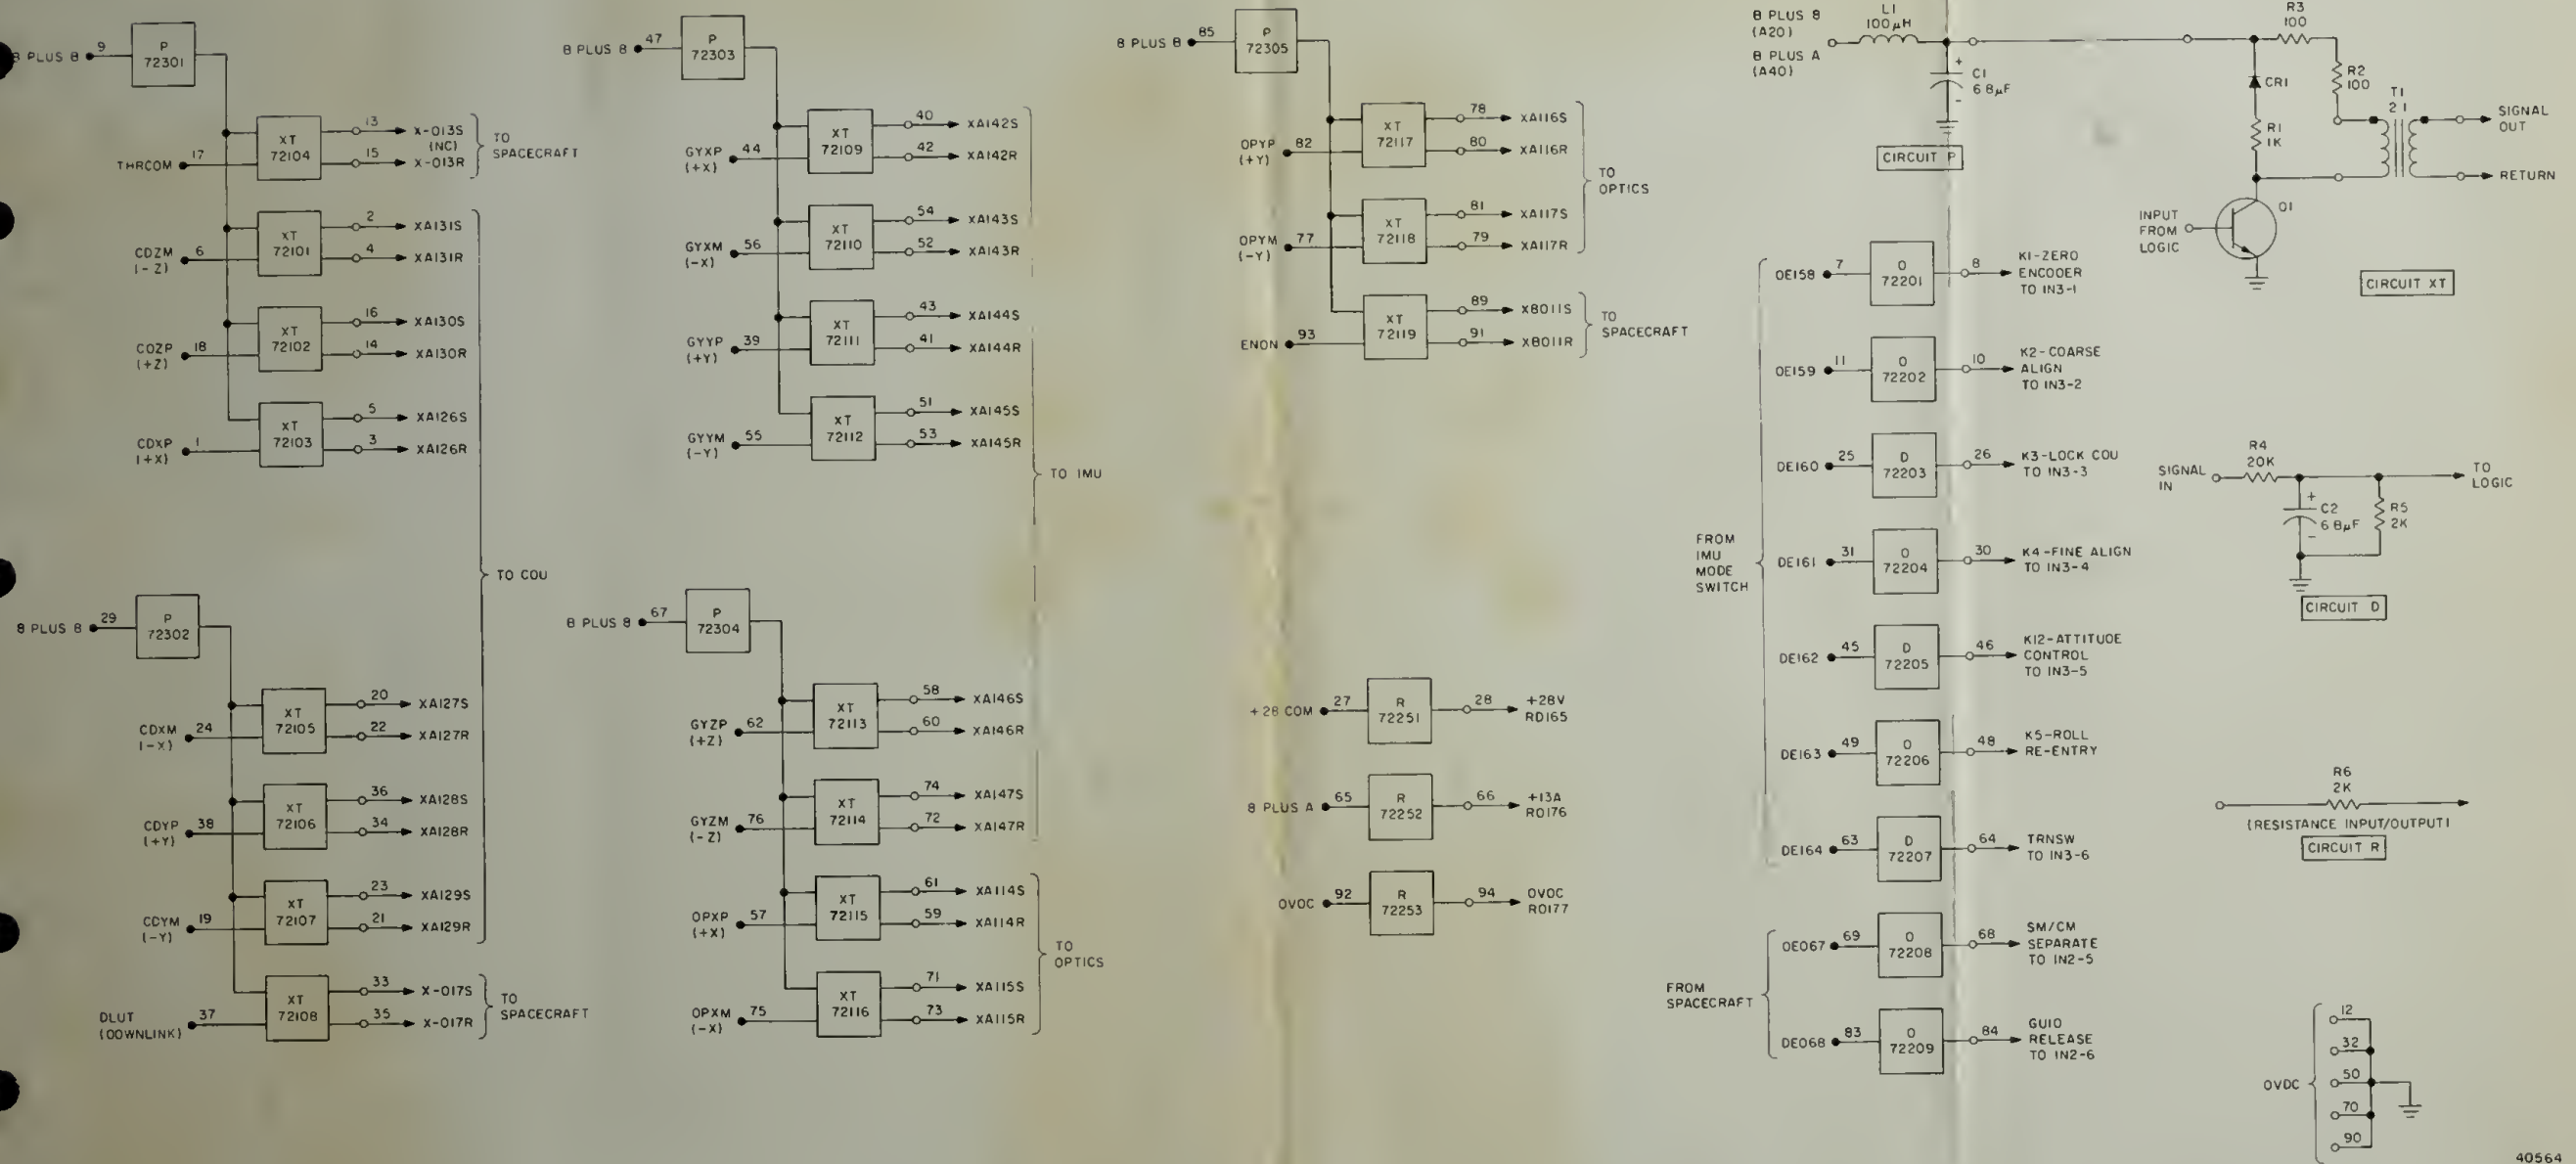 B PLUS B 9 P 72301
THRCOM 17 XT 72104 13 X-013S (NC) 15 X-013R TO SPACECRAFT
CDZM (-Z) 6 XT 72101 2 XA131S 4 XA131R
CDZP (+Z) 18 XT 72102 16 XA130S 14 XA130R
CDXP (+X) 1 XT 72103 5 XA126S 3 XA126R
TO CDU
B PLUS B 29 P 72302
CDXM (-X) 24 XT 72105 20 XA127S 22 XA127R
CDYP (+Y) 38 XT 72106 36 XA128S 34 XA128R
CDYM (-Y) 19 XT 72107 23 XA129S 21 XA129R
DLUT (DOWNLINK) 37 XT 72108 33 X-017S 35 X-017R TO SPACECRAFT
B PLUS B 47 P 72303
GYXP (+X) 44 XT 72109 40 XA142S 42 XA142R
GYXM (-X) 56 XT 72110 54 XA143S 52 XA143R
GYYP (+Y) 39 XT 72111 43 XA144S 41 XA144R
GYYM (-Y) 55 XT 72112 51 XA145S 53 XA145R
TO IMU
B PLUS B 67 P 72304
GYZP (+Z) 62 XT 72113 58 XA146S 60 XA146R
GYZM (-Z) 76 XT 72114 74 XA147S 72 XA147R
OPXP (+X) 57 XT 72115 61 XA114S 59 XA114R
OPXM (-X) 75 XT 72116 71 XA115S 73 XA115R
TO OPTICS
B PLUS B 85 P 72305
OPYP (+Y) 82 XT 72117 78 XA116S 80 XA116R
OPYM (-Y) 77 XT 72118 81 XA117S 79 XA117R
TO OPTICS
ENON 93 XT 72119 89 X8011S 91 X8011R TO SPACECRAFT
+28 COM 27 R 72251 28 +28V RD165
B PLUS A 65 R 72252 66 +13A RD176
OVDC 92 R 72253 94 OVDC RD177
FROM IMU MODE SWITCH
DE158 7 D 72201 8 K1-ZERO ENCODER TO IN3-1
DE159 11 D 72202 10 K2-COARSE ALIGN TO IN3-2
DE160 25 D 72203 26 K3-LOCK CDU TO IN3-3
DE161 31 D 72204 30 K4-FINE ALIGN TO IN3-4
DE162 45 D 72205 46 K12-ATTITUDE CONTROL TO IN3-5
DE163 49 D 72206 48 K5-ROLL RE-ENTRY
DE164 63 D 72207 64 TRNSW TO IN3-6
FROM SPACECRAFT
DE067 69 D 72208 68 SM/CM SEPARATE TO IN2-5
DE068 83 D 72209 84 GUID RELEASE TO IN2-6
B PLUS B (A20)
B PLUS A (A40)
L1 100µH
C1 6.8µF
+
-
CIRCUIT P
R3 100
R2 100
CR1
R1 1K
T1 2:1
SIGNAL OUT
RETURN
Q1
INPUT FROM LOGIC
CIRCUIT XT
SIGNAL IN
R4 20K
+
C2 6.8µF
-
R5 2K
TO LOGIC
CIRCUIT D
R6 2K
(RESISTANCE INPUT/OUTPUT)
CIRCUIT R
OVDC
12
32
50
70
90
40564